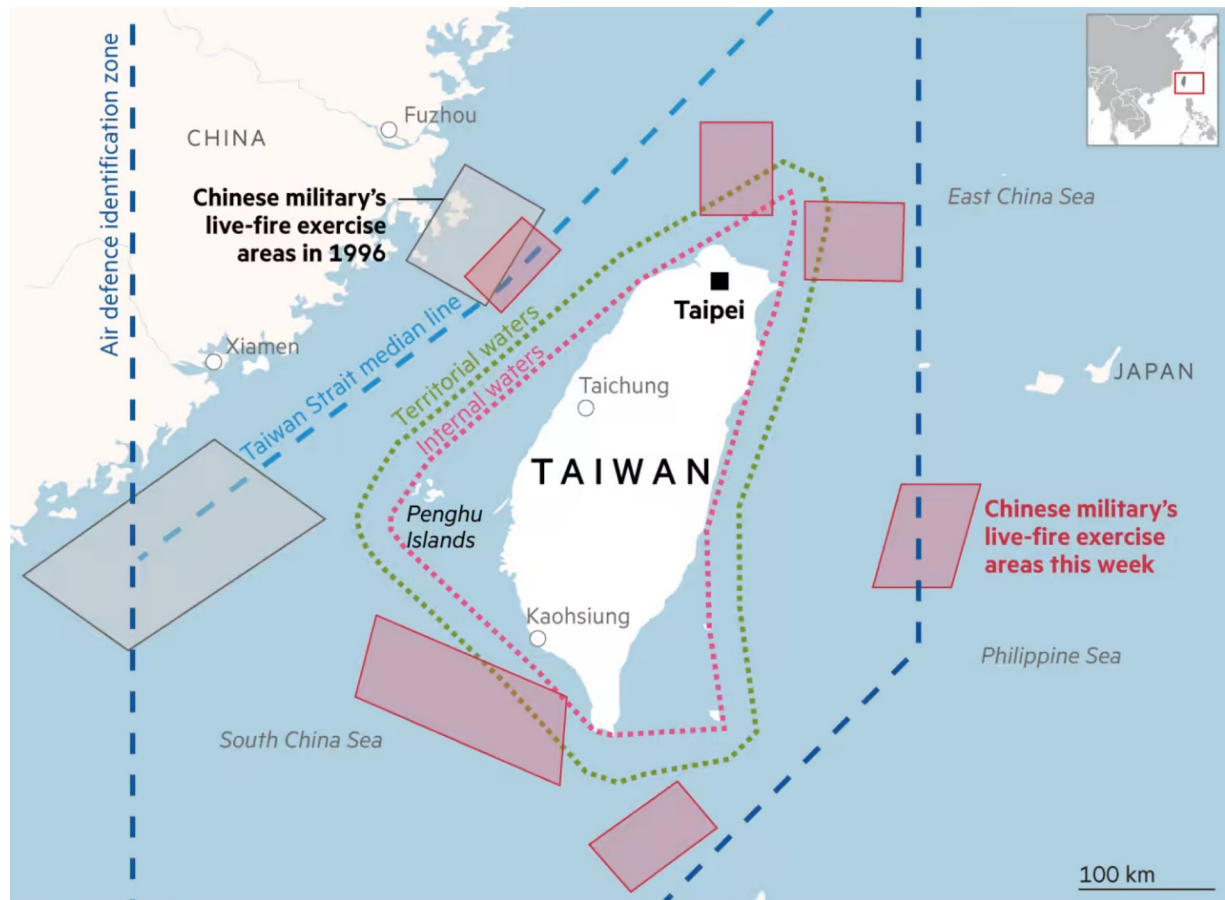 Air defence identification zone
Fuzhou
CHINA
Chinese military's
live-fire exercise
areas in 1996
East China Sea
Taipei
Xiamen
Taiwan Strait median line
Territorial waters
Internal waters
Taichung
JAPAN
TAIWAN
Penghu
Islands
Chinese military's
live-fire exercise
areas this week
Kaohsiung
Philippine Sea
South China Sea
100 km